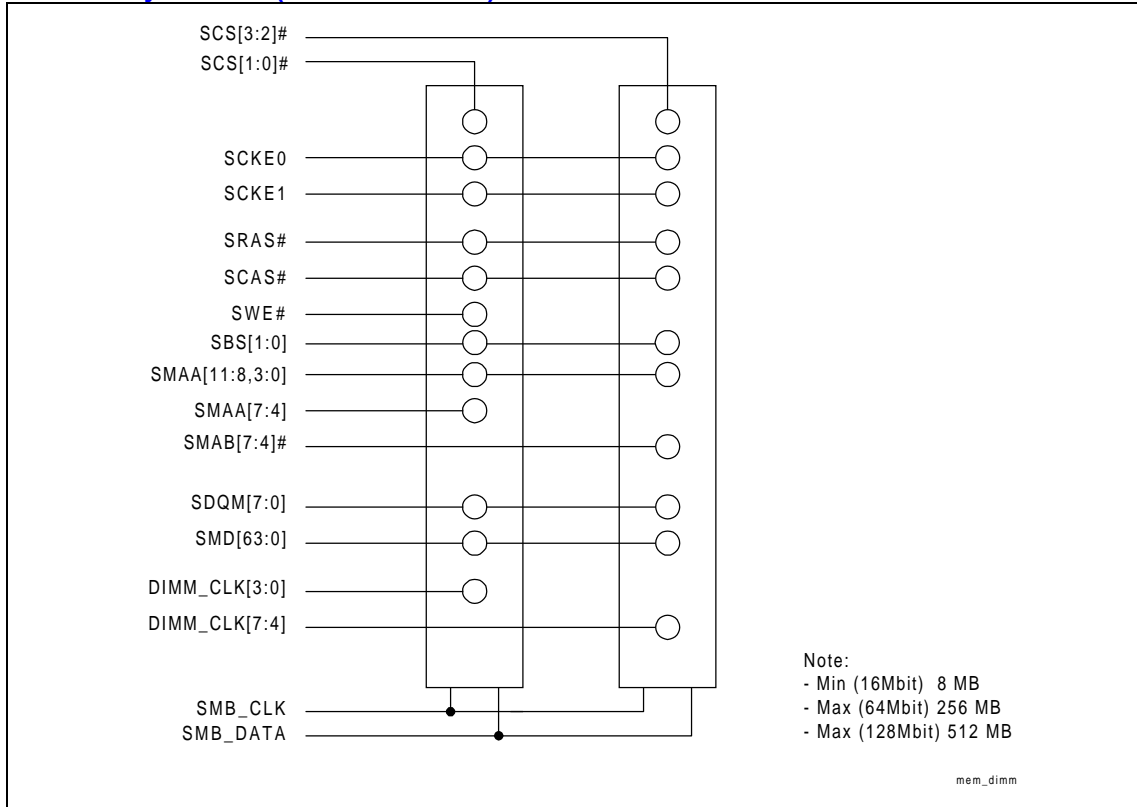 SCS[3:2]#
SCS[1:0]#
SCKE0
SCKE1
SRAS#
SCAS#
SWE#
SBS[1:0]
SMAA[11:8,3:0]
SMAA[7:4]
SMAB[7:4]#
SDQM[7:0]
SMD[63:0]
DIMM_CLK[3:0]
DIMM_CLK[7:4]
SMB_CLK
SMB_DATA
Note:
- Min (16Mbit) 8 MB
- Max (64Mbit) 256 MB
- Max (128Mbit) 512 MB
mem_dimm